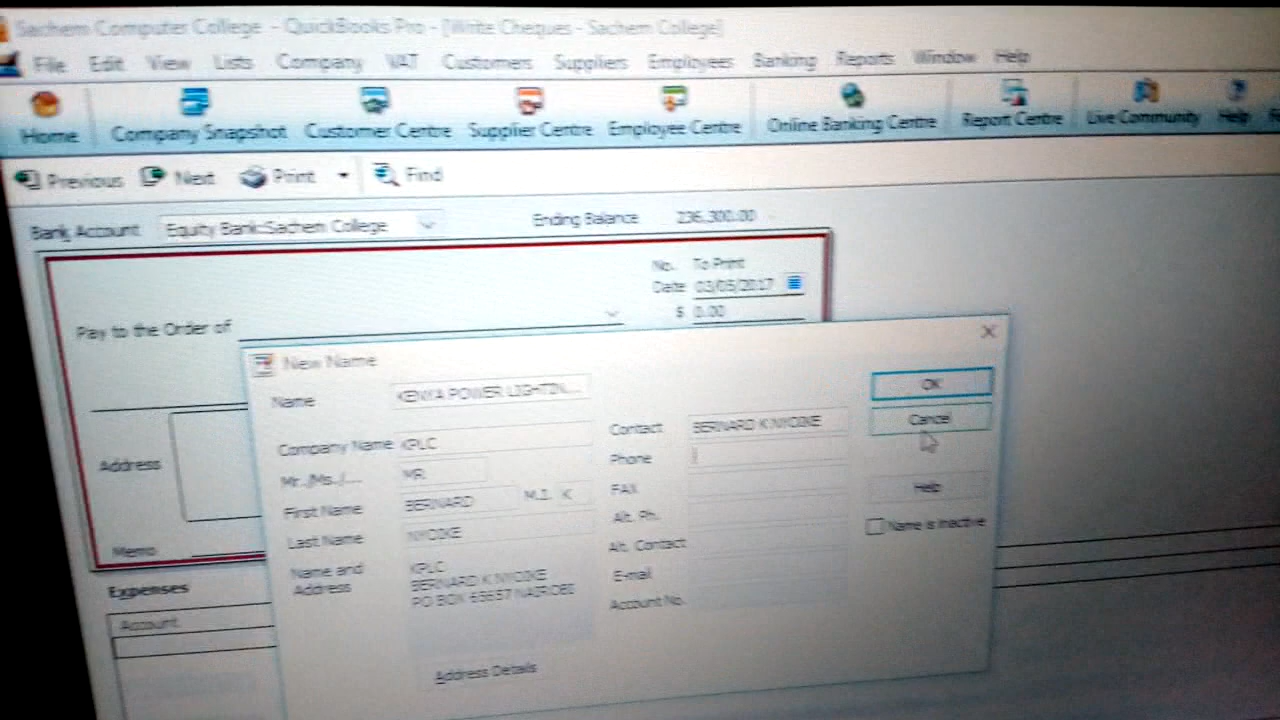 Sachem Computer College - QuickBooks Pro - [Write Cheques - Sachem College]
File Edit View Lists Company VAT Customers Suppliers Employees Banking Reports Window Help
Home Company Snapshot Customer Centre Supplier Centre Employee Centre Online Banking Centre Report Centre Live Community Help
Previous Next Print Find
Bank Account Equity Bank:Sachem College Ending Balance 236,300.00
No. To Print
Date 03/05/2017
Pay to the Order of $ 0.00
New Name
Name KENYA POWER LIGHTIN... OK
Company Name KPLC Contact BERNARD K NYOIKE Cancel
Address Mr./Ms./.... MR. Phone
First Name BERNARD M.I. K FAX Help
Last Name NYOIKE Alt. Ph. Name is inactive
Memo Alt. Contact
Name and Address KPLC E-mail
BERNARD K NYOIKE
PO BOX NAIROBI Account No.
Expenses
Account
Address Details